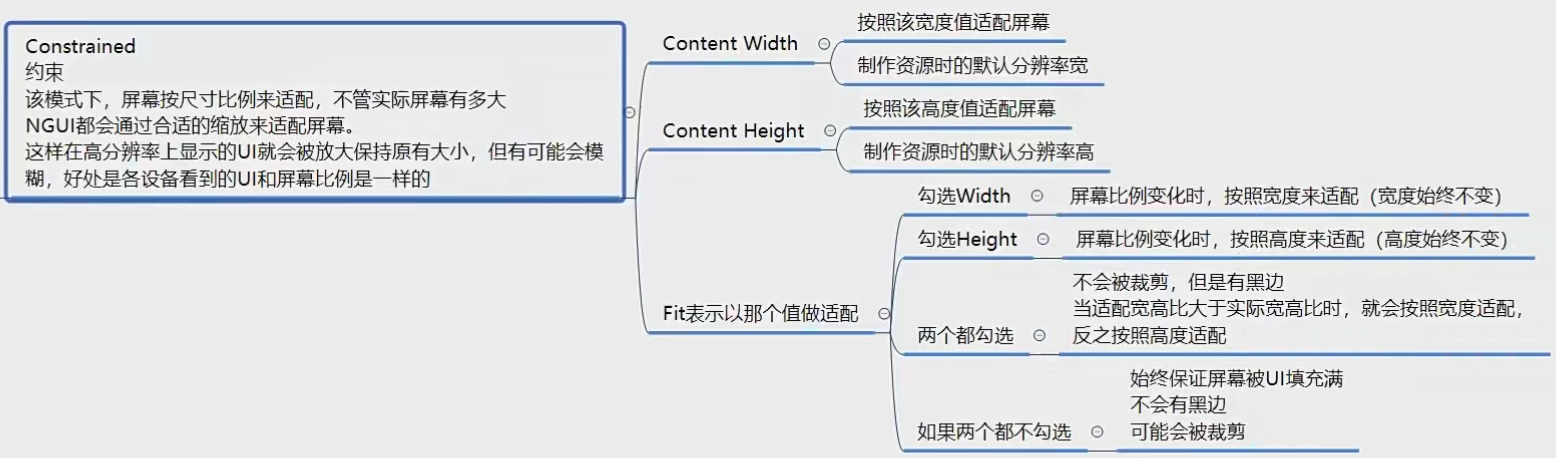 Constrained
约束
该模式下，屏幕按尺寸比例来适配，不管实际屏幕有多大
NGUI都会通过合适的缩放来适配屏幕。
这样在高分辨率上显示的UI就会被放大保持原有大小，但有可能会模
糊，好处是各设备看到的UI和屏幕比例是一样的
Content Width
按照该宽度值适配屏幕
制作资源时的默认分辨率宽
Content Height
按照该高度值适配屏幕
制作资源时的默认分辨率高
Fit表示以那个值做适配
勾选Width
屏幕比例变化时，按照宽度来适配（宽度始终不变）
勾选Height
屏幕比例变化时，按照高度来适配（高度始终不变）
两个都勾选
不会被裁剪，但是有黑边
当适配宽高比大于实际宽高比时，就会按照宽度适配，
反之按照高度适配
如果两个都不勾选
始终保证屏幕被UI填充满
不会有黑边
可能会被裁剪